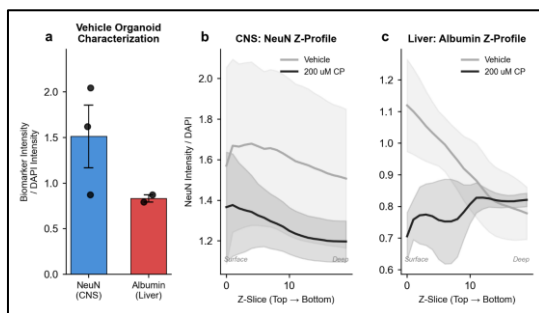 a
Vehicle Organoid
Characterization
Biomarker Intensity
/ DAPI Intensity
2.0
1.5
1.0
0.5
0.0
NeuN
(CNS)
Albumin
(Liver)
b
CNS: NeuN Z-Profile
Vehicle
200 uM CP
NeuN Intensity / DAPI
2.0
1.8
1.6
1.4
1.2
Surface
Deep
0
10
Z-Slice (Top → Bottom)
c
Liver: Albumin Z-Profile
Vehicle
200 uM CP
1.2
1.1
1.0
0.9
0.8
0.7
0.6
Surface
Deep
0
10
Z-Slice (Top → Bottom)